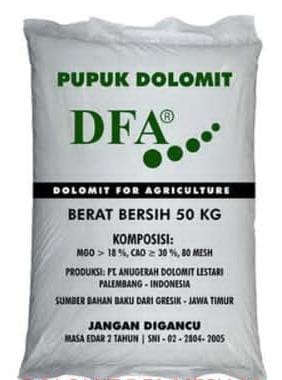 PUPUK DOLOMIT
DFA®
DOLOMIT FOR AGRICULTURE
BERAT BERSIH 50 KG
KOMPOSISI:
MGO > 18 %, CAO ≥ 30 %, 80 MESH
PRODUKSI: PT. ANUGERAH DOLOMIT LESTARI
PALEMBANG - INDONESIA
SUMBER BAHAN BAKU DARI GRESIK - JAWA TIMUR
JANGAN DIGANCU
MASA EDAR 2 TAHUN | SNI - 02 - 2804- 2005